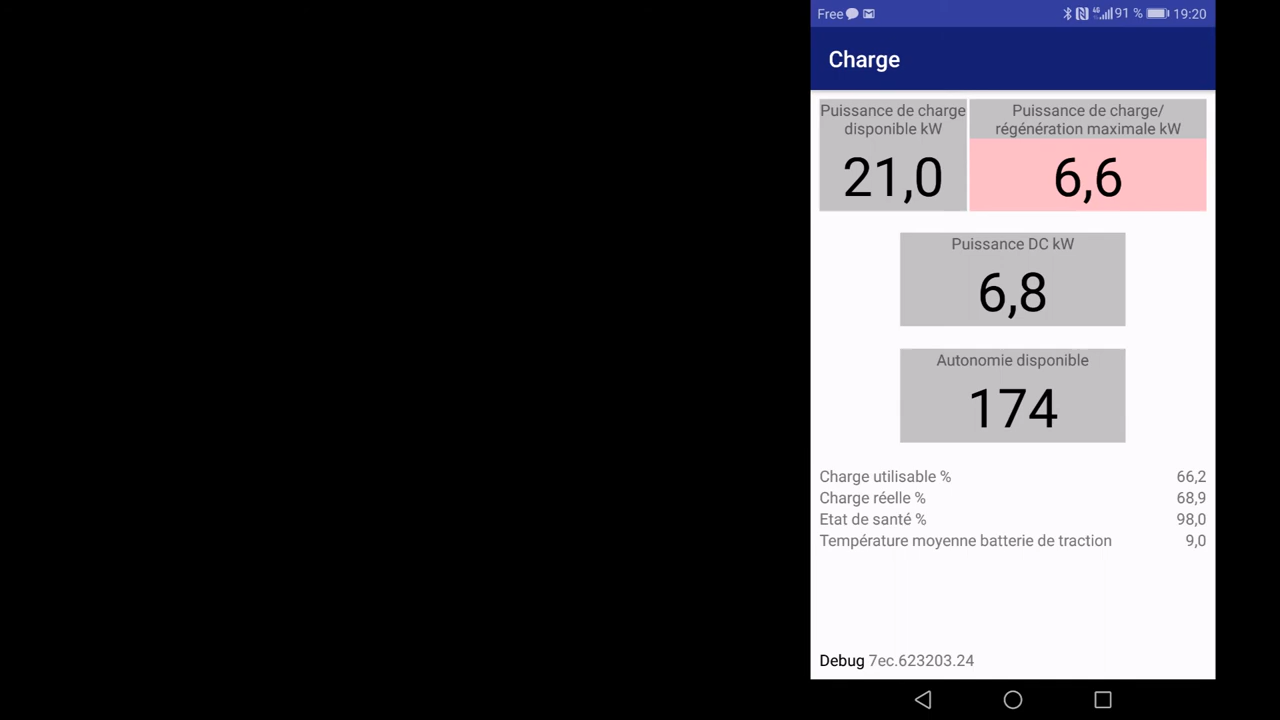 Free 91 % 19:20
Charge
Puissance de charge
disponible kW
21,0
Puissance de charge/
régénération maximale kW
6,6
Puissance DC kW
6,8
Autonomie disponible
174
Charge utilisable % 66,2
Charge réelle % 68,9
Etat de santé % 98,0
Température moyenne batterie de traction 9,0
Debug 7ec.623203.24